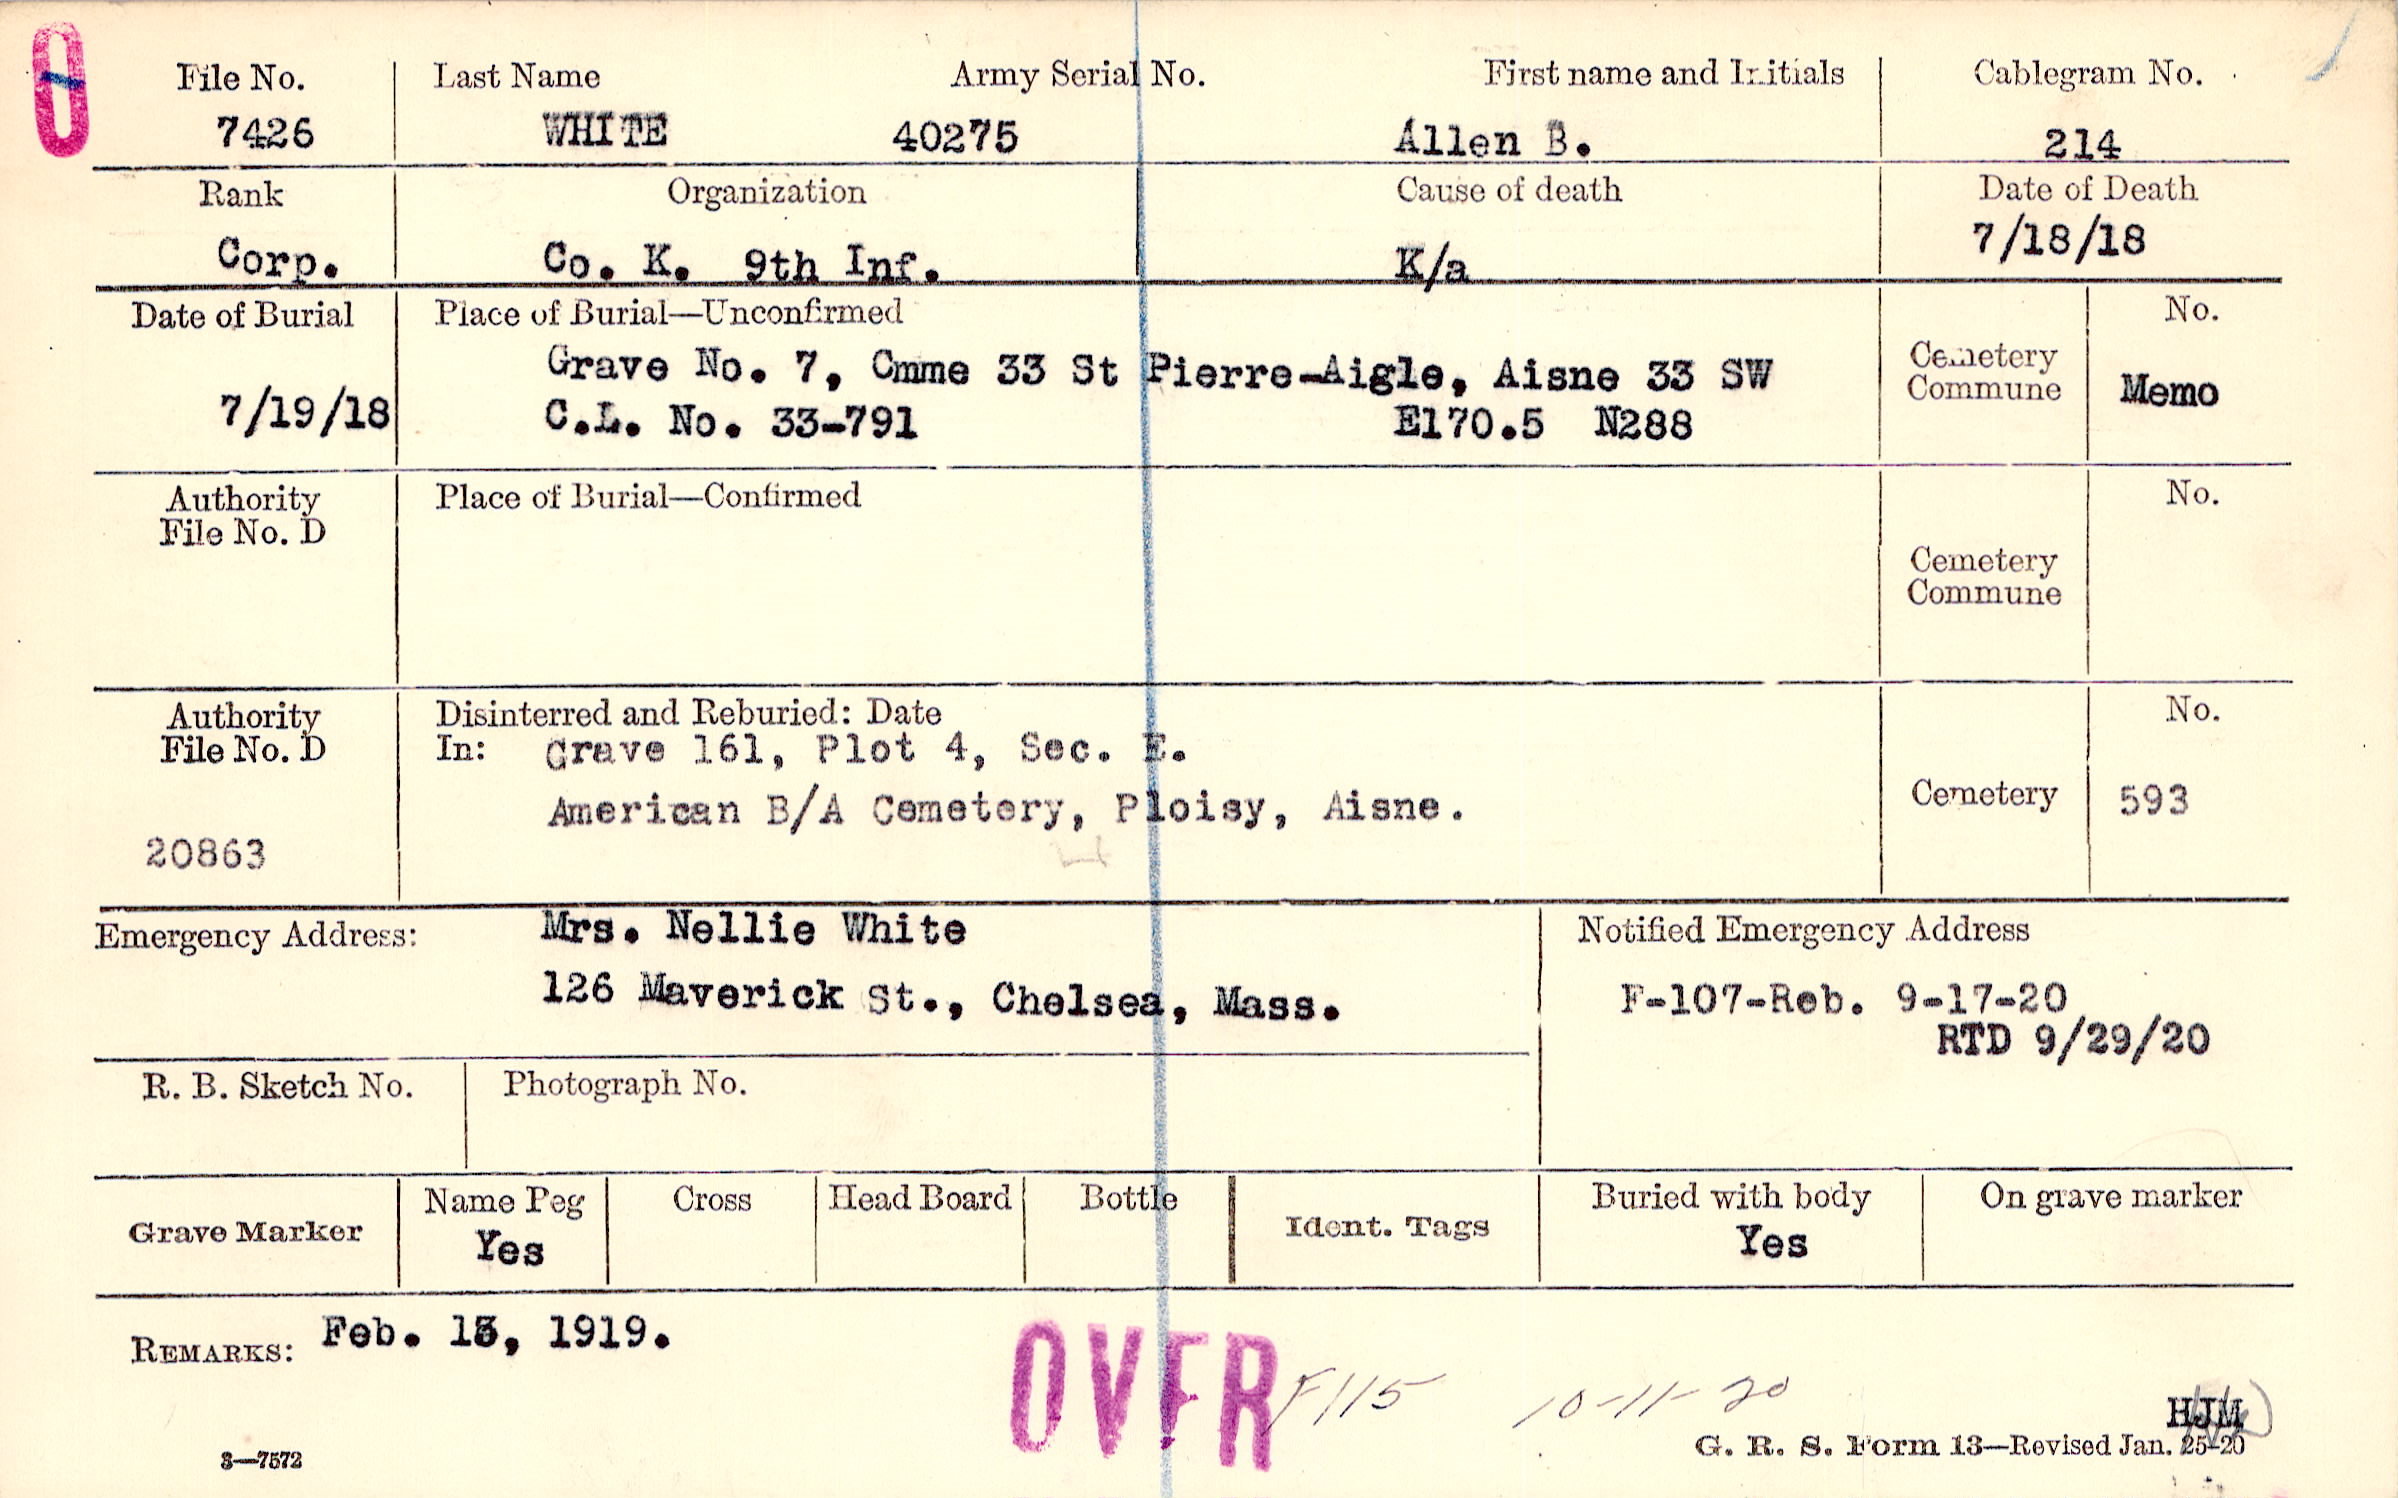 0
File No. Last Name Army Serial No. First name and Initials Cablegram No.
7426 WHITE 40275 Allen B. 214
Rank Organization Cause of death Date of Death
Corp. Co. K. 9th Inf. K/a 7/18/18
Date of Burial Place of Burial—Unconfirmed No.
Grave No. 7, Cmme 33 St Pierre-Aigle, Aisne 33 SW Cemetery
Commune Memo
7/19/18 C.L. No. 33-791 E170.5 N288
Authority Place of Burial—Confirmed No.
File No. D
Cemetery
Commune
Authority Disinterred and Reburied: Date No.
File No. D In: Grave 161, Plot 4, Sec. E.
American B/A Cemetery, Ploisy, Aisne. Cemetery 593
20863
Emergency Address: Mrs. Nellie White Notified Emergency Address
126 Maverick St., Chelsea, Mass. F-107-Reb. 9-17-20
RTD 9/29/20
R. B. Sketch No. Photograph No.
Grave Marker Name Peg Cross Head Board Bottle Ident. Tags Buried with body On grave marker
Yes Yes
REMARKS: Feb. 13, 1919.
OVER F115 10-11-20
HJM
3—7572 G. R. S. Form 13—Revised Jan. 25-20